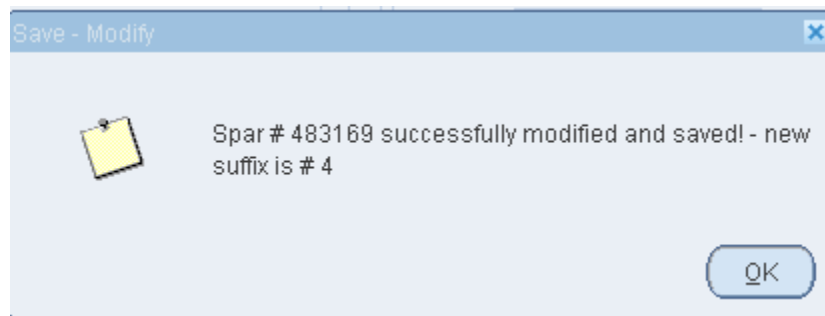 Save - Modify
Spar # 483169 successfully modified and saved! - new
suffix is # 4
OK